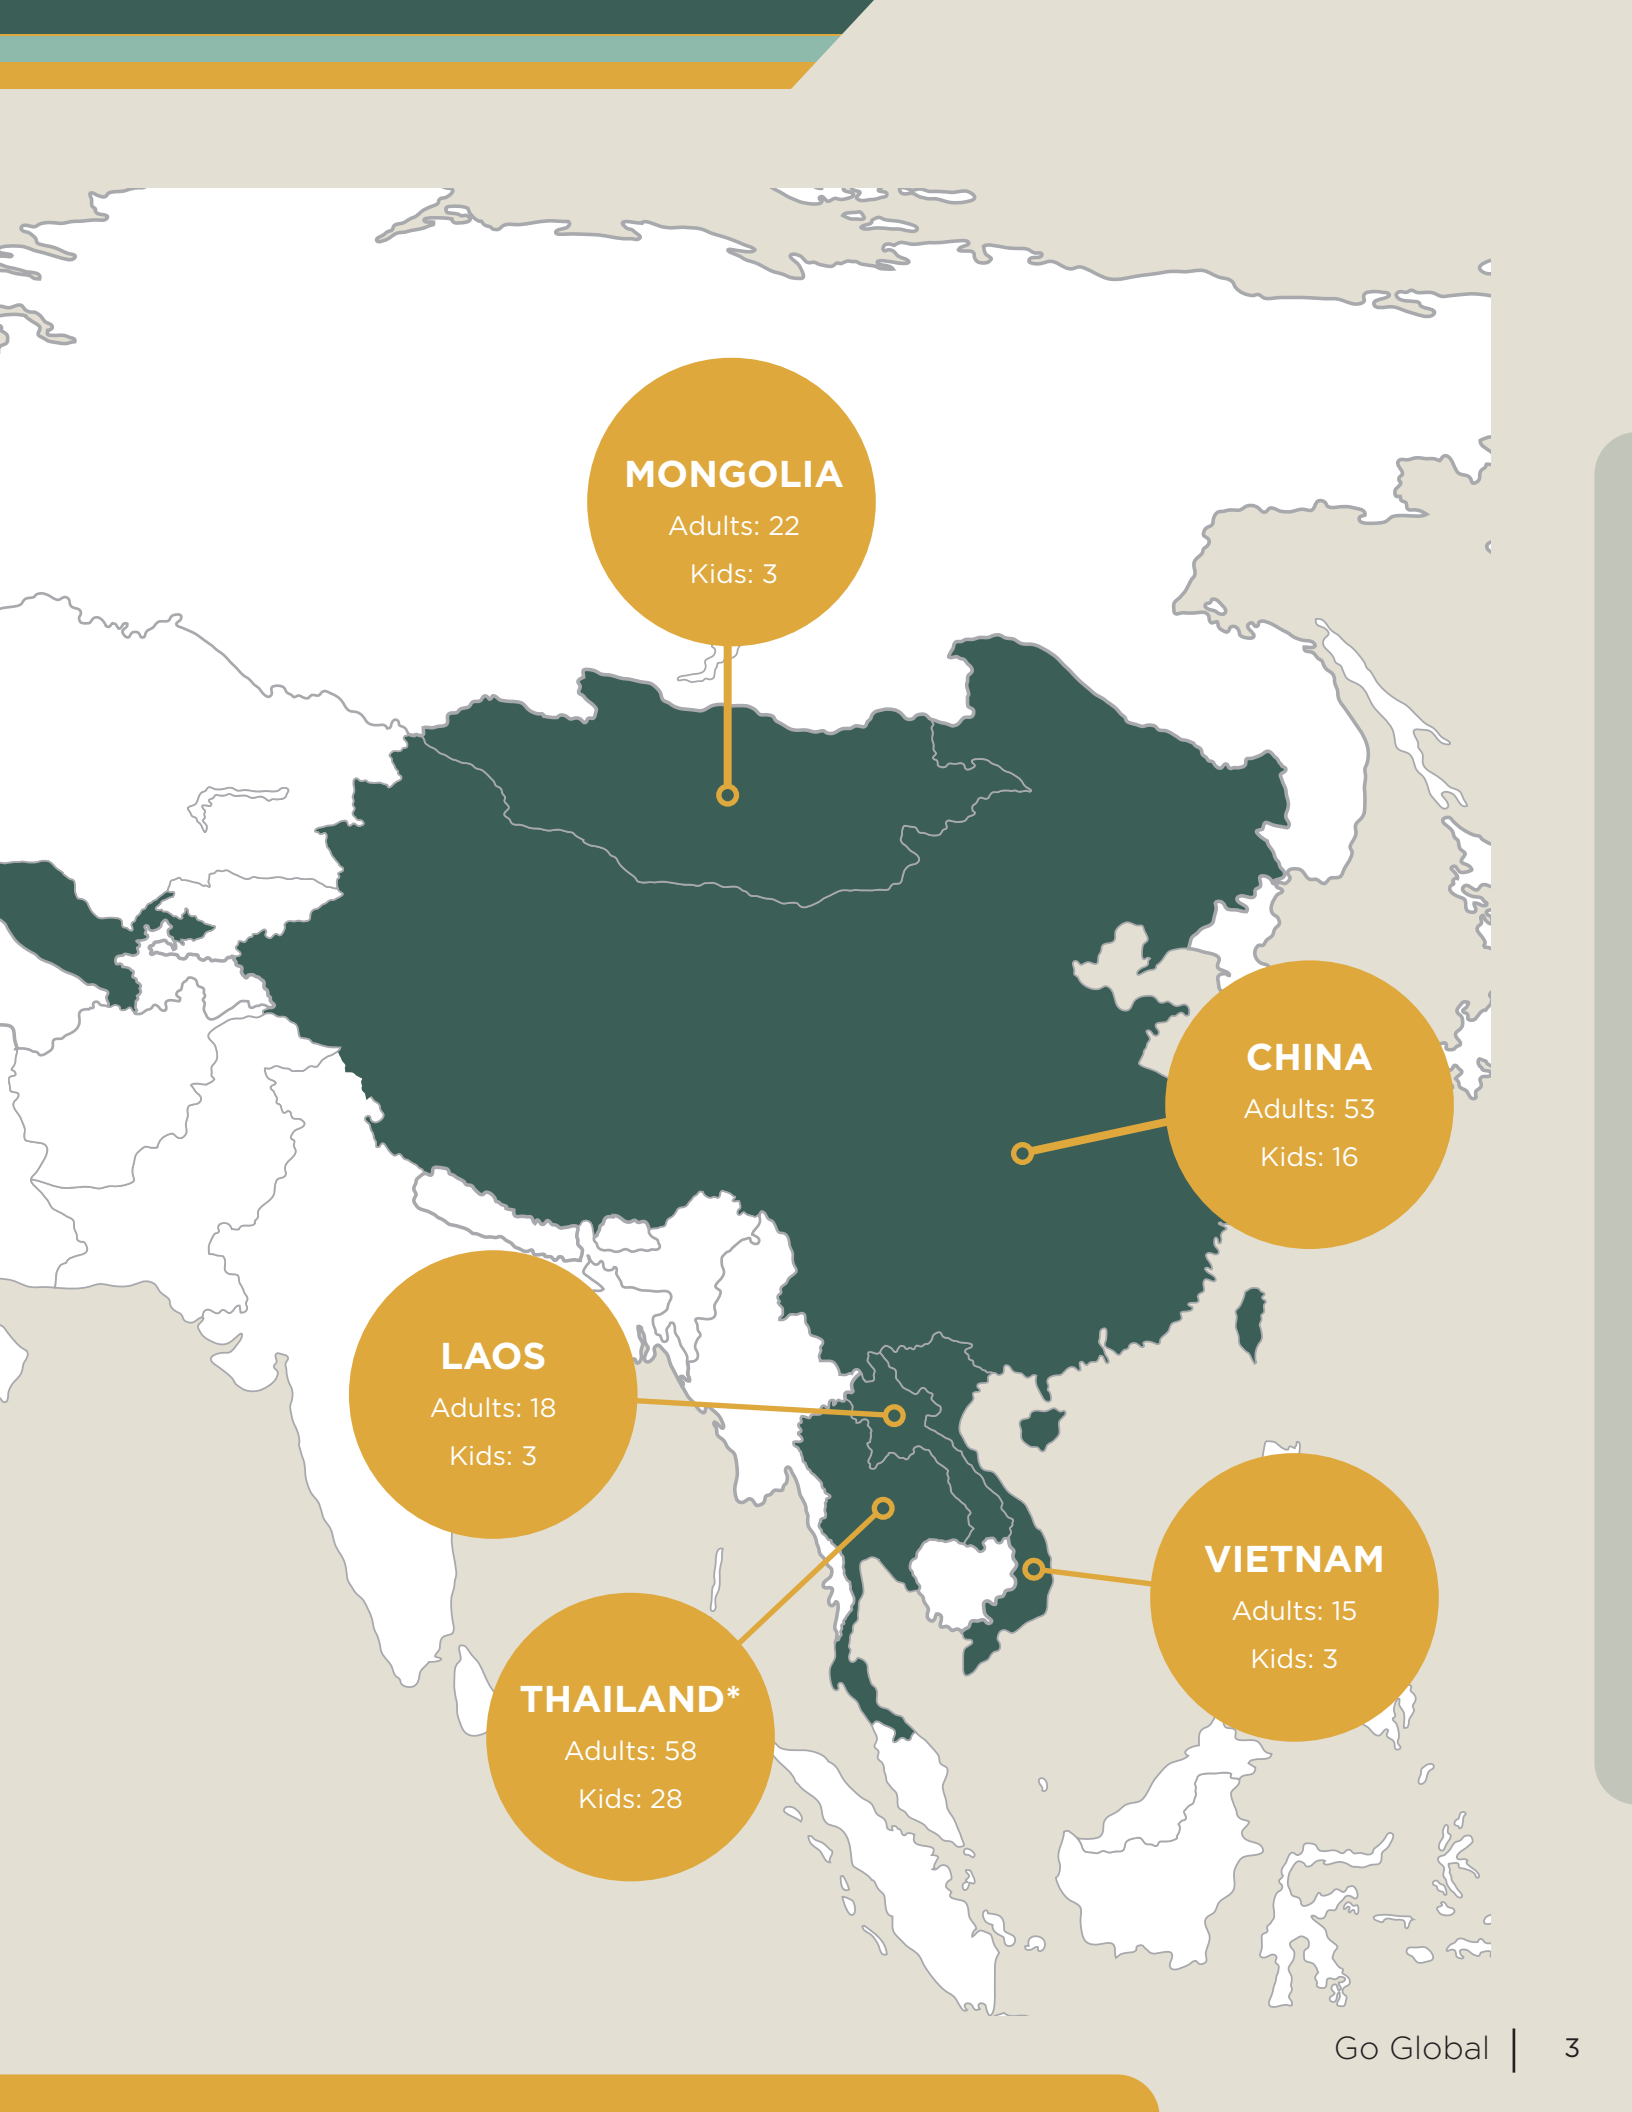 MONGOLIA
Adults: 22
Kids: 3
CHINA
Adults: 53
Kids: 16
LAOS
Adults: 18
Kids: 3
VIETNAM
Adults: 15
Kids: 3
THAILAND*
Adults: 58
Kids: 28
Go Global | 3